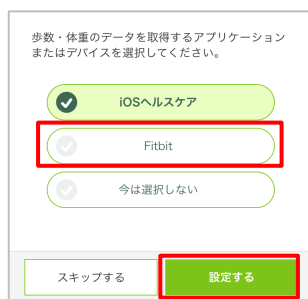 歩数・体重のデータを取得するアプリケーション
またはデバイスを選択してください。
iOSヘルスケア
Fitbit
今は選択しない
スキップする
設定する